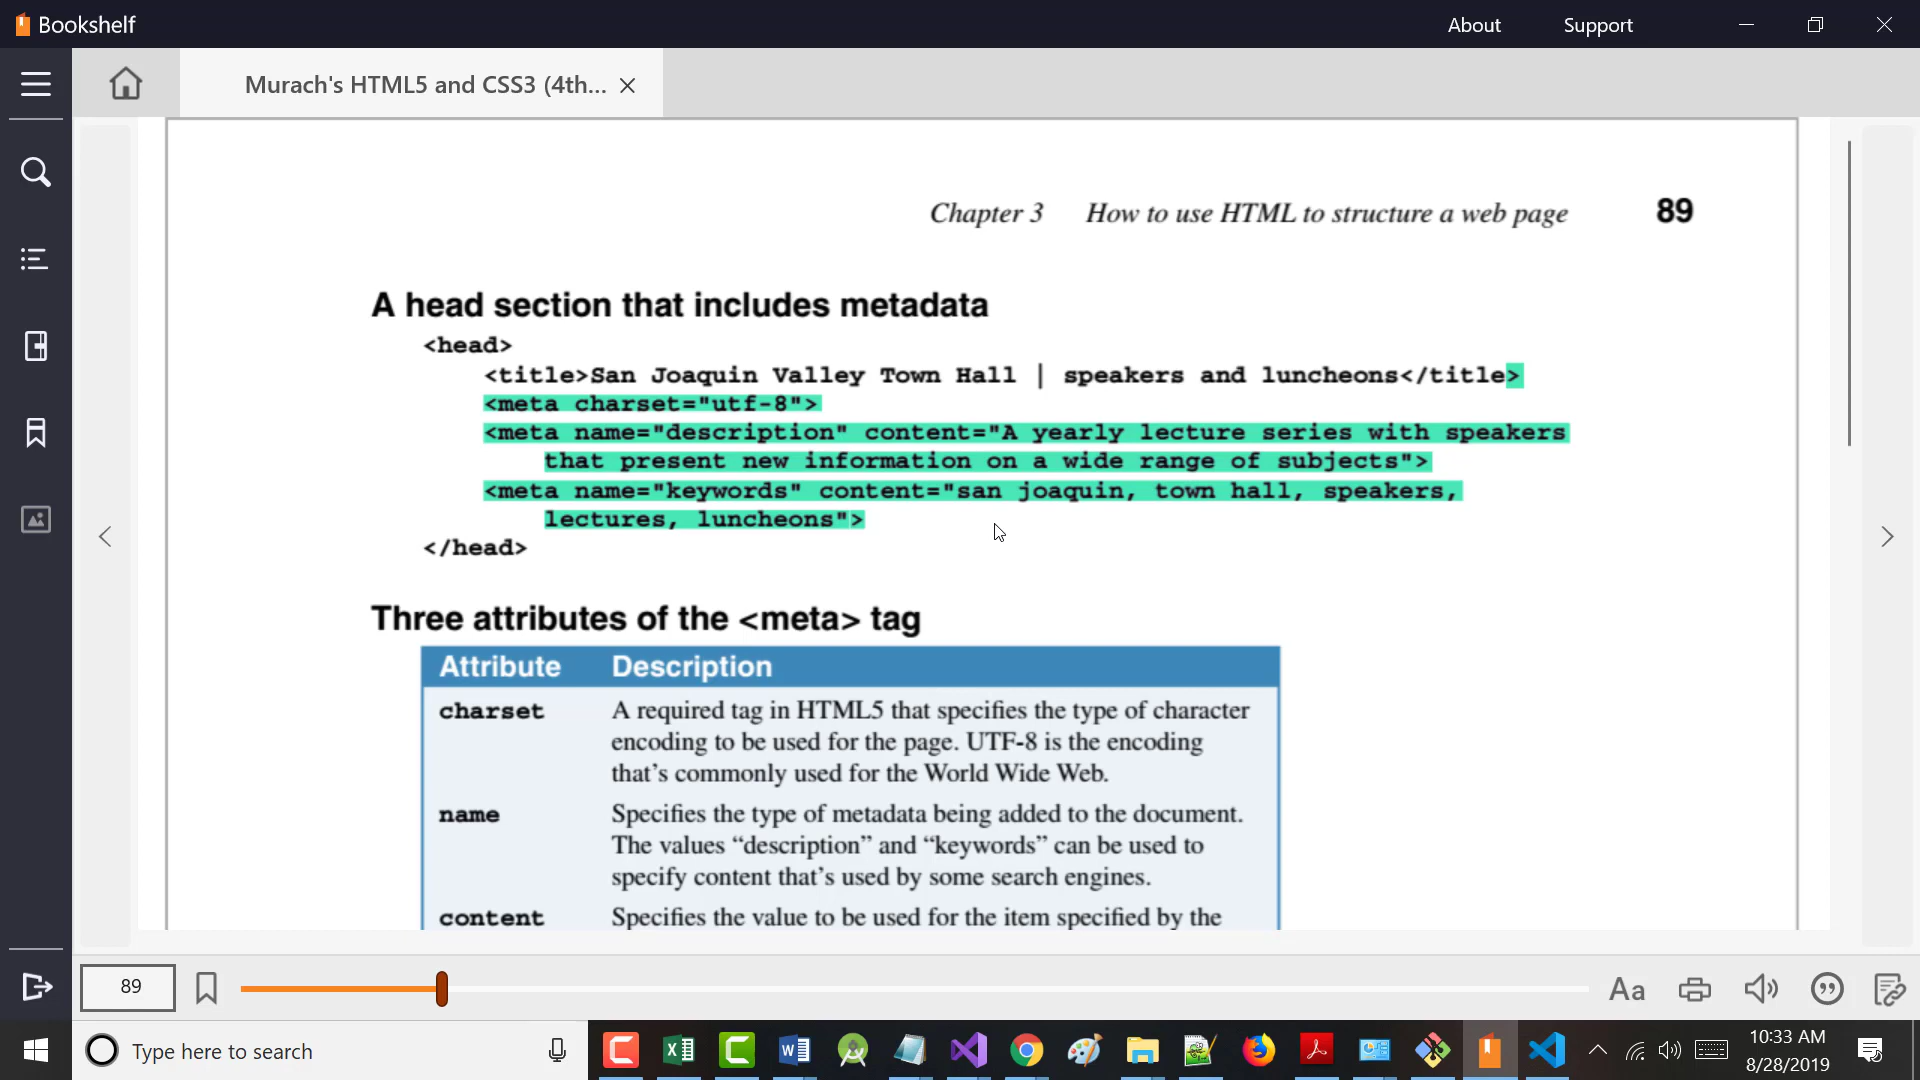 Bookshelf
About
Support
Murach's HTML5 and CSS3 (4th...
Chapter 3 How to use HTML to structure a web page 89
A head section that includes metadata
<head>
<title>San Joaquin Valley Town Hall | speakers and luncheons</title>
<meta charset="utf-8">
<meta name="description" content="A yearly lecture series with speakers
that present new information on a wide range of subjects">
<meta name="keywords" content="san joaquin, town hall, speakers,
lectures, luncheons">
</head>
Three attributes of the <meta> tag
Attribute Description
charset A required tag in HTML5 that specifies the type of character
encoding to be used for the page. UTF-8 is the encoding
that's commonly used for the World Wide Web.
name Specifies the type of metadata being added to the document.
The values “description” and “keywords” can be used to
specify content that's used by some search engines.
content Specifies the value to be used for the item specified by the
89
Aa
Type here to search
10:33 AM
8/28/2019